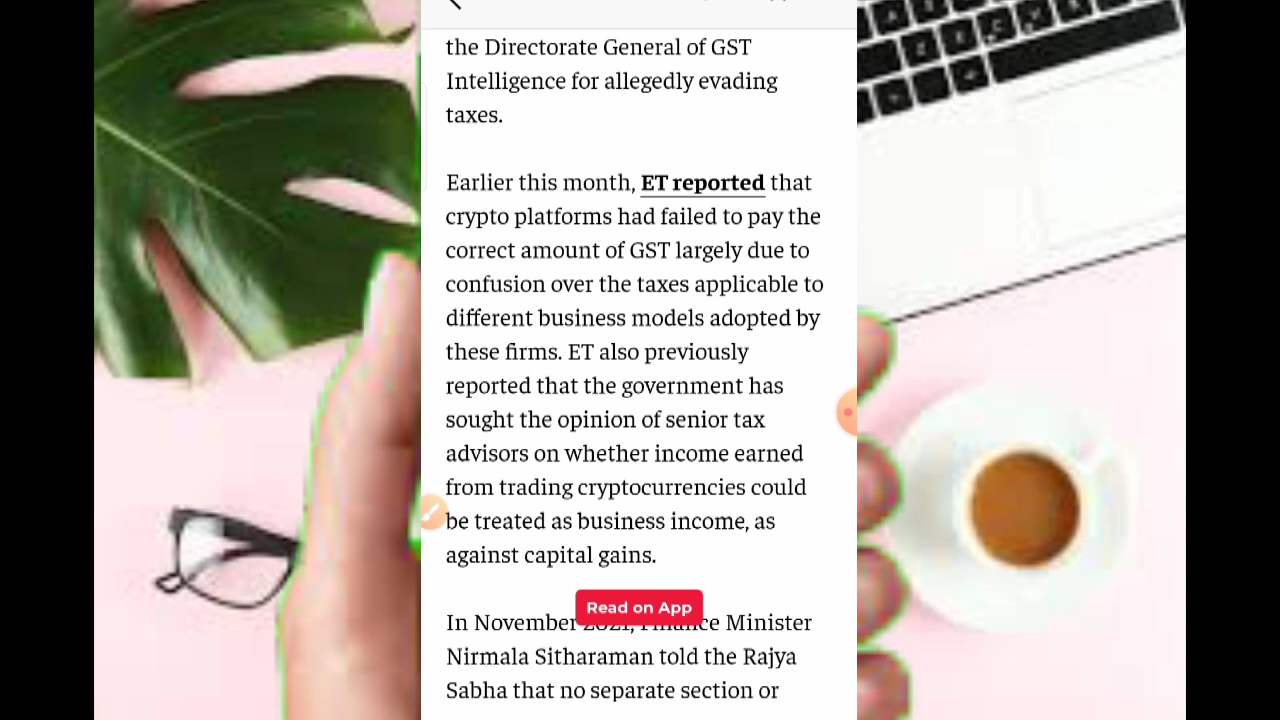 the Directorate General of GST
Intelligence for allegedly evading
taxes.
Earlier this month, ET reported that
crypto platforms had failed to pay the
correct amount of GST largely due to
confusion over the taxes applicable to
different business models adopted by
these firms. ET also previously
reported that the government has
sought the opinion of senior tax
advisors on whether income earned
from trading cryptocurrencies could
be treated as business income, as
against capital gains.
Read on App
In November 2021, Finance Minister
Nirmala Sitharaman told the Rajya
Sabha that no separate section or